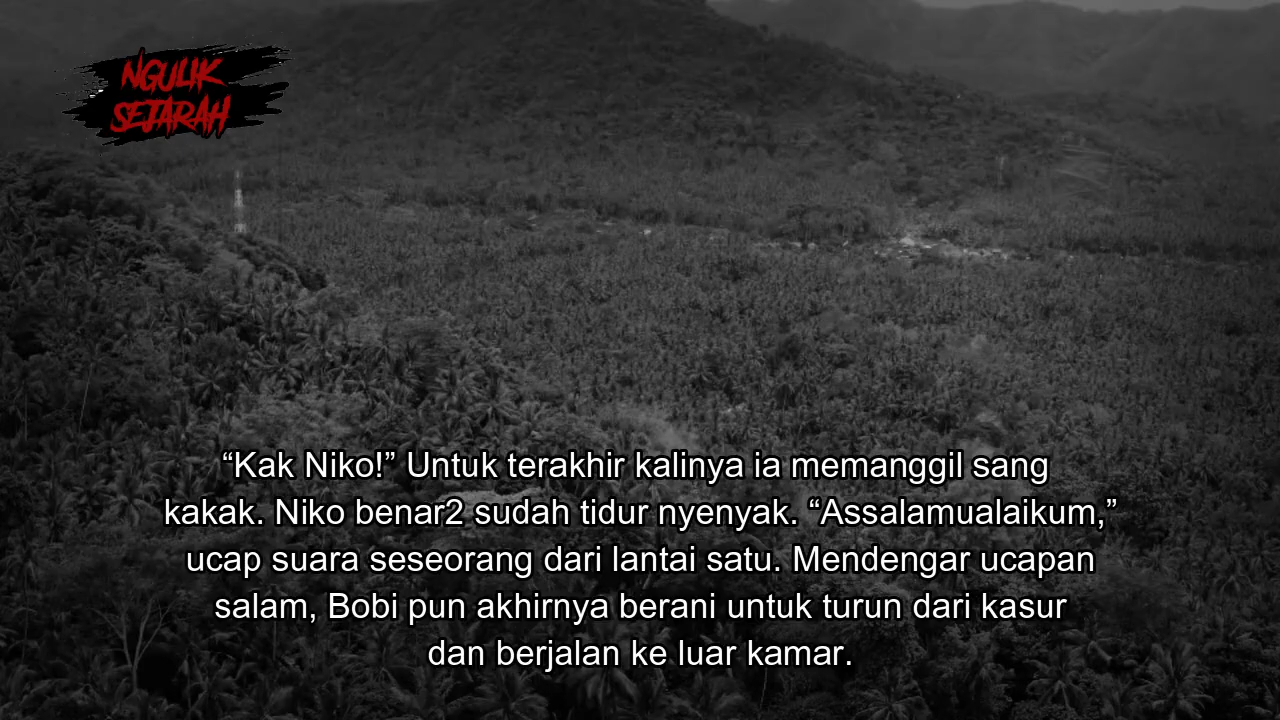 NGULIK
SEJARAH
“Kak Niko!” Untuk terakhir kalinya ia memanggil sang
kakak. Niko benar2 sudah tidur nyenyak. “Assalamualaikum,”
ucap suara seseorang dari lantai satu. Mendengar ucapan
salam, Bobi pun akhirnya berani untuk turun dari kasur
dan berjalan ke luar kamar.